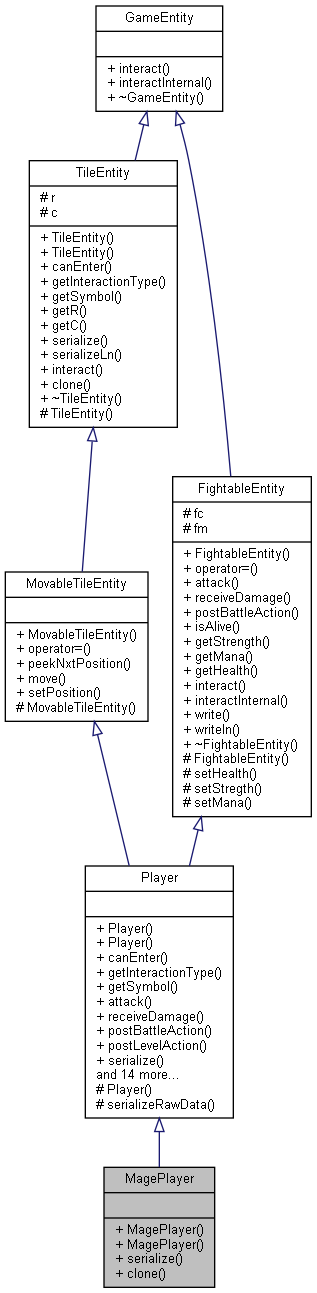 GameEntity
+ interact()
+ interactInternal()
+ ~GameEntity()
TileEntity
# r
# c
+ TileEntity()
+ TileEntity()
+ canEnter()
+ getInteractionType()
+ getSymbol()
+ getR()
+ getC()
+ serialize()
+ serializeLn()
+ interact()
+ clone()
+ ~TileEntity()
# TileEntity()
FightableEntity
# fc
# fm
+ FightableEntity()
+ operator=()
+ attack()
+ receiveDamage()
+ postBattleAction()
+ isAlive()
+ getStrength()
+ getMana()
+ getHealth()
+ interact()
+ interactInternal()
+ write()
+ writeln()
+ ~FightableEntity()
# FightableEntity()
# setHealth()
# setStregth()
# setMana()
MovableTileEntity
+ MovableTileEntity()
+ operator=()
+ peekNxtPosition()
+ move()
+ setPosition()
# MovableTileEntity()
Player
+ Player()
+ Player()
+ canEnter()
+ getInteractionType()
+ getSymbol()
+ attack()
+ receiveDamage()
+ postBattleAction()
+ postLevelAction()
+ serialize()
and 14 more...
# Player()
# serializeRawData()
MagePlayer
+ MagePlayer()
+ MagePlayer()
+ serialize()
+ clone()